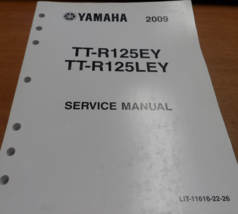 YAMAHA 2009
TT-R125EY
TT-R125LEY
SERVICE MANUAL
LIT-11616-22-26